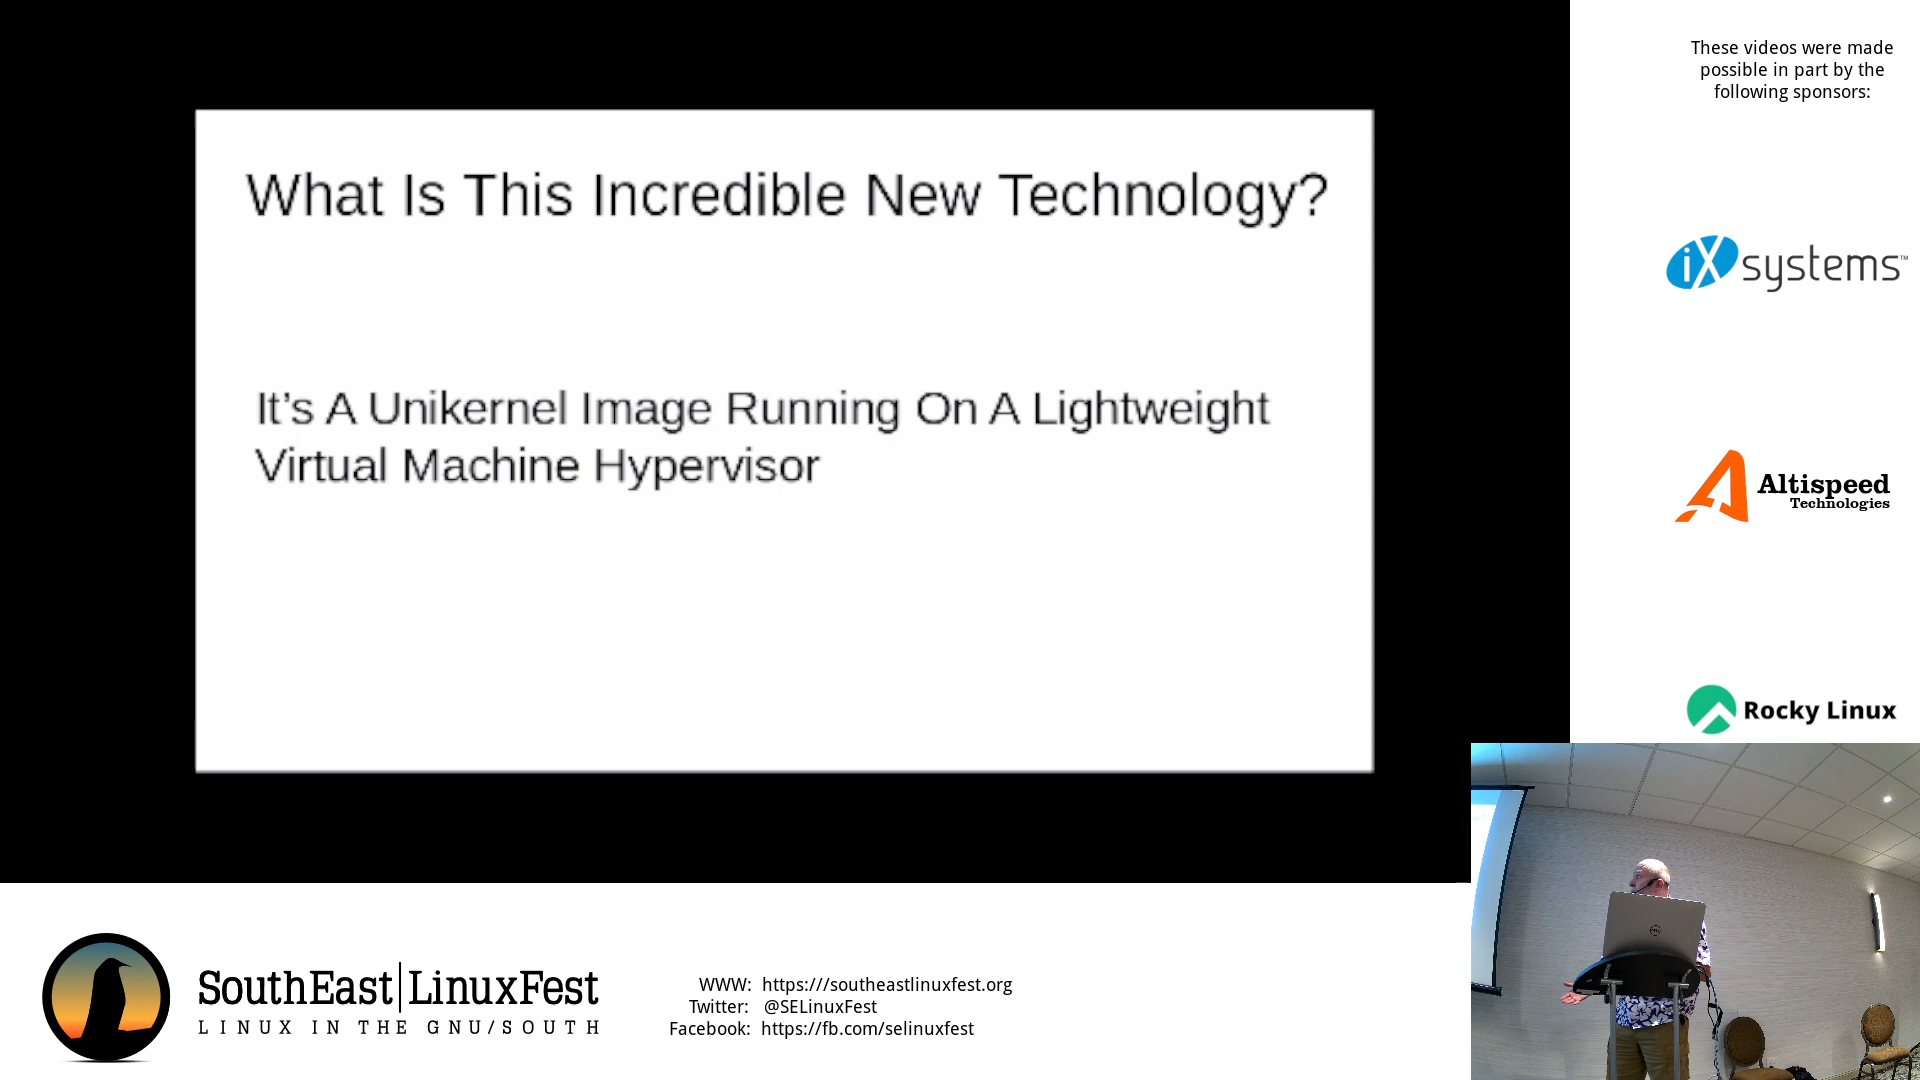 What Is This Incredible New Technology?
It’s A Unikernel Image Running On A Lightweight
Virtual Machine Hypervisor
These videos were made
possible in part by the
following sponsors:
iXsystems™
Altispeed
Technologies
Rocky Linux
SouthEast|LinuxFest
LINUX IN THE GNU/SOUTH
WWW: https:///southeastlinuxfest.org
Twitter: @SELinuxFest
Facebook: https://fb.com/selinuxfest
DELL